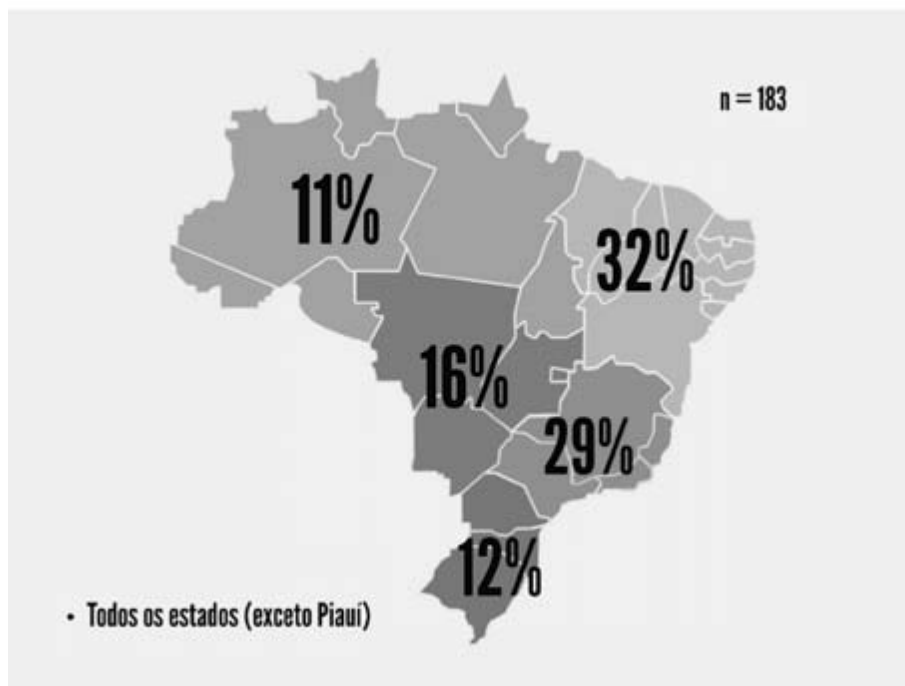 n = 183
11%
32%
16%
29%
12%
• Todos os estados (exceto Piauí)